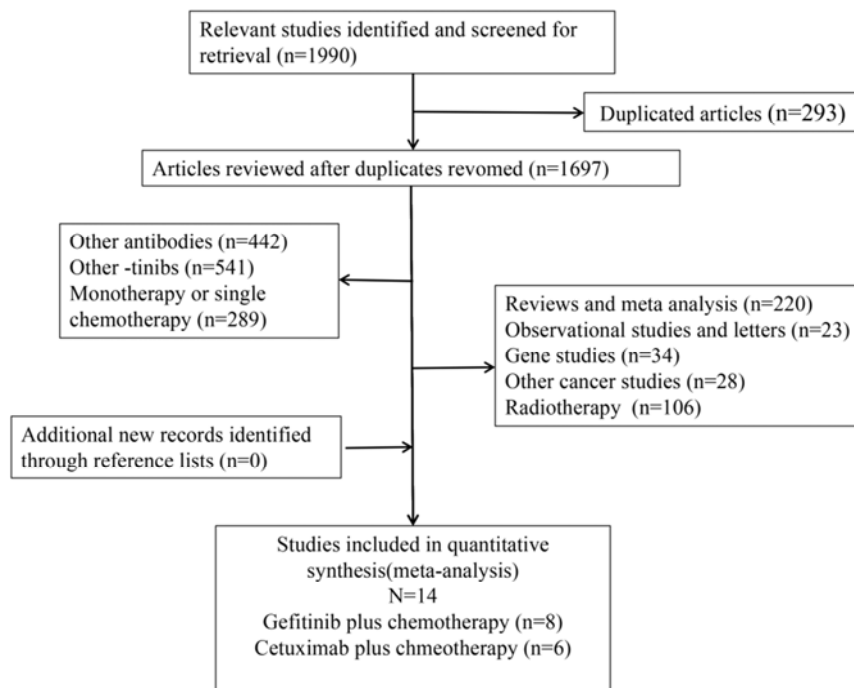 Relevant studies identified and screened for
retrieval (n=1990)
Duplicated articles (n=293)
Articles reviewed after duplicates revomed (n=1697)
Other antibodies (n=442)
Other -tinibs (n=541)
Monotherapy or single
chemotherapy (n=289)
Reviews and meta analysis (n=220)
Observational studies and letters (n=23)
Gene studies (n=34)
Other cancer studies (n=28)
Radiotherapy (n=106)
Additional new records identified
through reference lists (n=0)
Studies included in quantitative
synthesis(meta-analysis)
N=14
Gefitinib plus chemotherapy (n=8)
Cetuximab plus chmeotherapy (n=6)